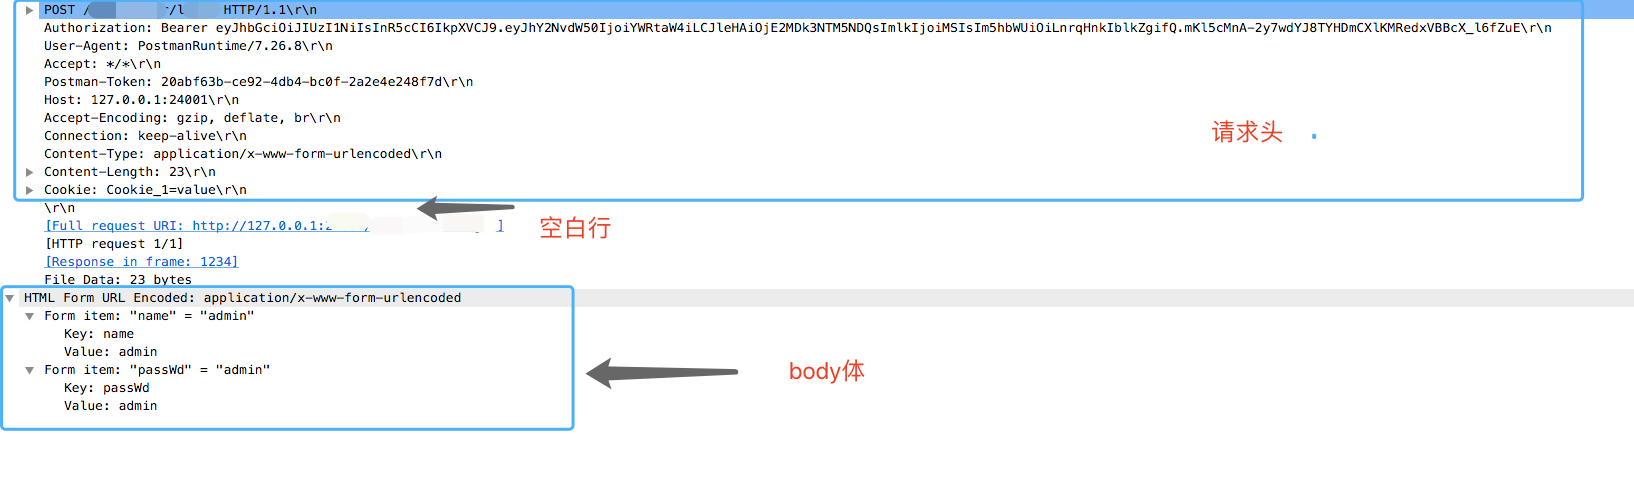 POST / r/l HTTP/1.1\r\n
Authorization: Bearer eyJhbGciOiJIUzI1NiIsInR5cCI6IkpXVCJ9.eyJhY2NvdW50IjoiYWRtaW4iLCJleHAiOjE2MDk3NTM5NDQsImlkIjoiMSIsIm5hbWUiOiLnrqHnkIblkZgifQ.mKl5cMnA-2y7wdYJ8TYHDmCXlKMRedxVBBcX_l6fZuE\r\n
User-Agent: PostmanRuntime/7.26.8\r\n
Accept: */*\r\n
Postman-Token: 20abf63b-ce92-4db4-bc0f-2a2e4e248f7d\r\n
Host: 127.0.0.1:24001\r\n
Accept-Encoding: gzip, deflate, br\r\n
Connection: keep-alive\r\n
请求头
Content-Type: application/x-www-form-urlencoded\r\n
Content-Length: 23\r\n
Cookie: Cookie_1=value\r\n
\r\n
[Full request URI: http://127.0.0.1:2 / ]
空白行
[HTTP request 1/1]
[Response in frame: 1234]
File Data: 23 bytes
HTML Form URL Encoded: application/x-www-form-urlencoded
Form item: "name" = "admin"
Key: name
Value: admin
Form item: "passWd" = "admin"
body体
Key: passWd
Value: admin